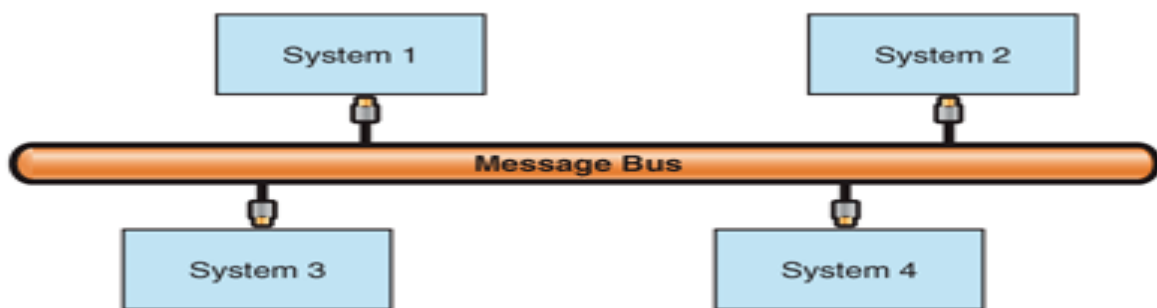 System 1
System 2
Message Bus
System 3
System 4